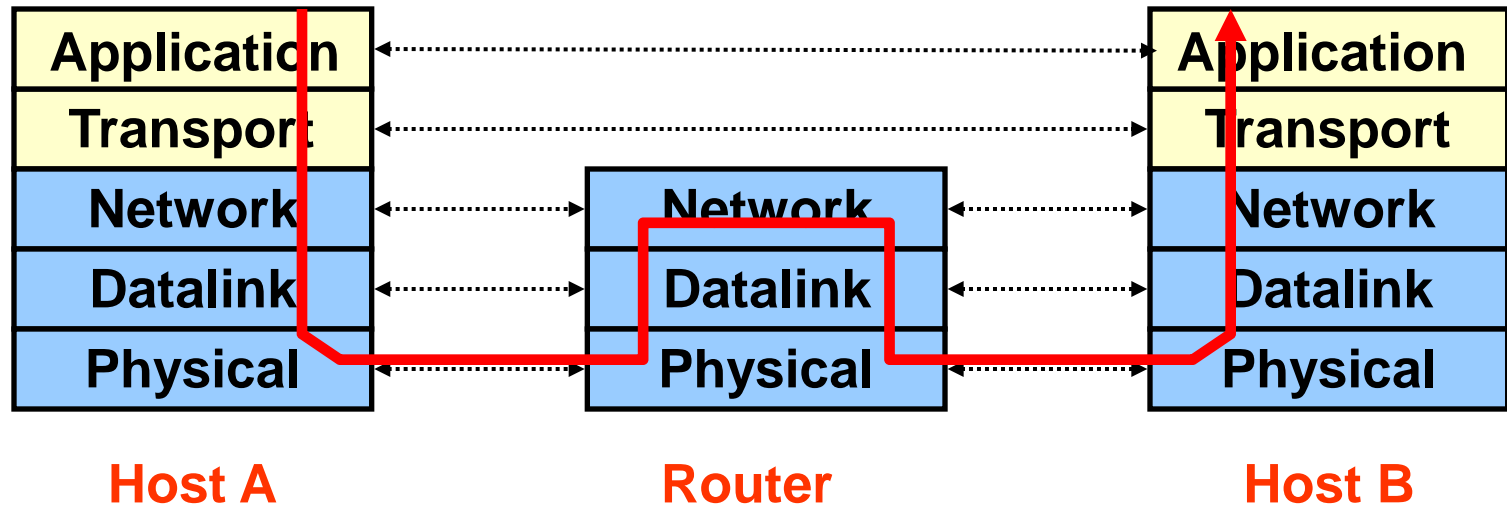 Application
Transport
Network
Datalink
Physical
Host A
Network
Datalink
Physical
Router
Application
Transport
Network
Datalink
Physical
Host B